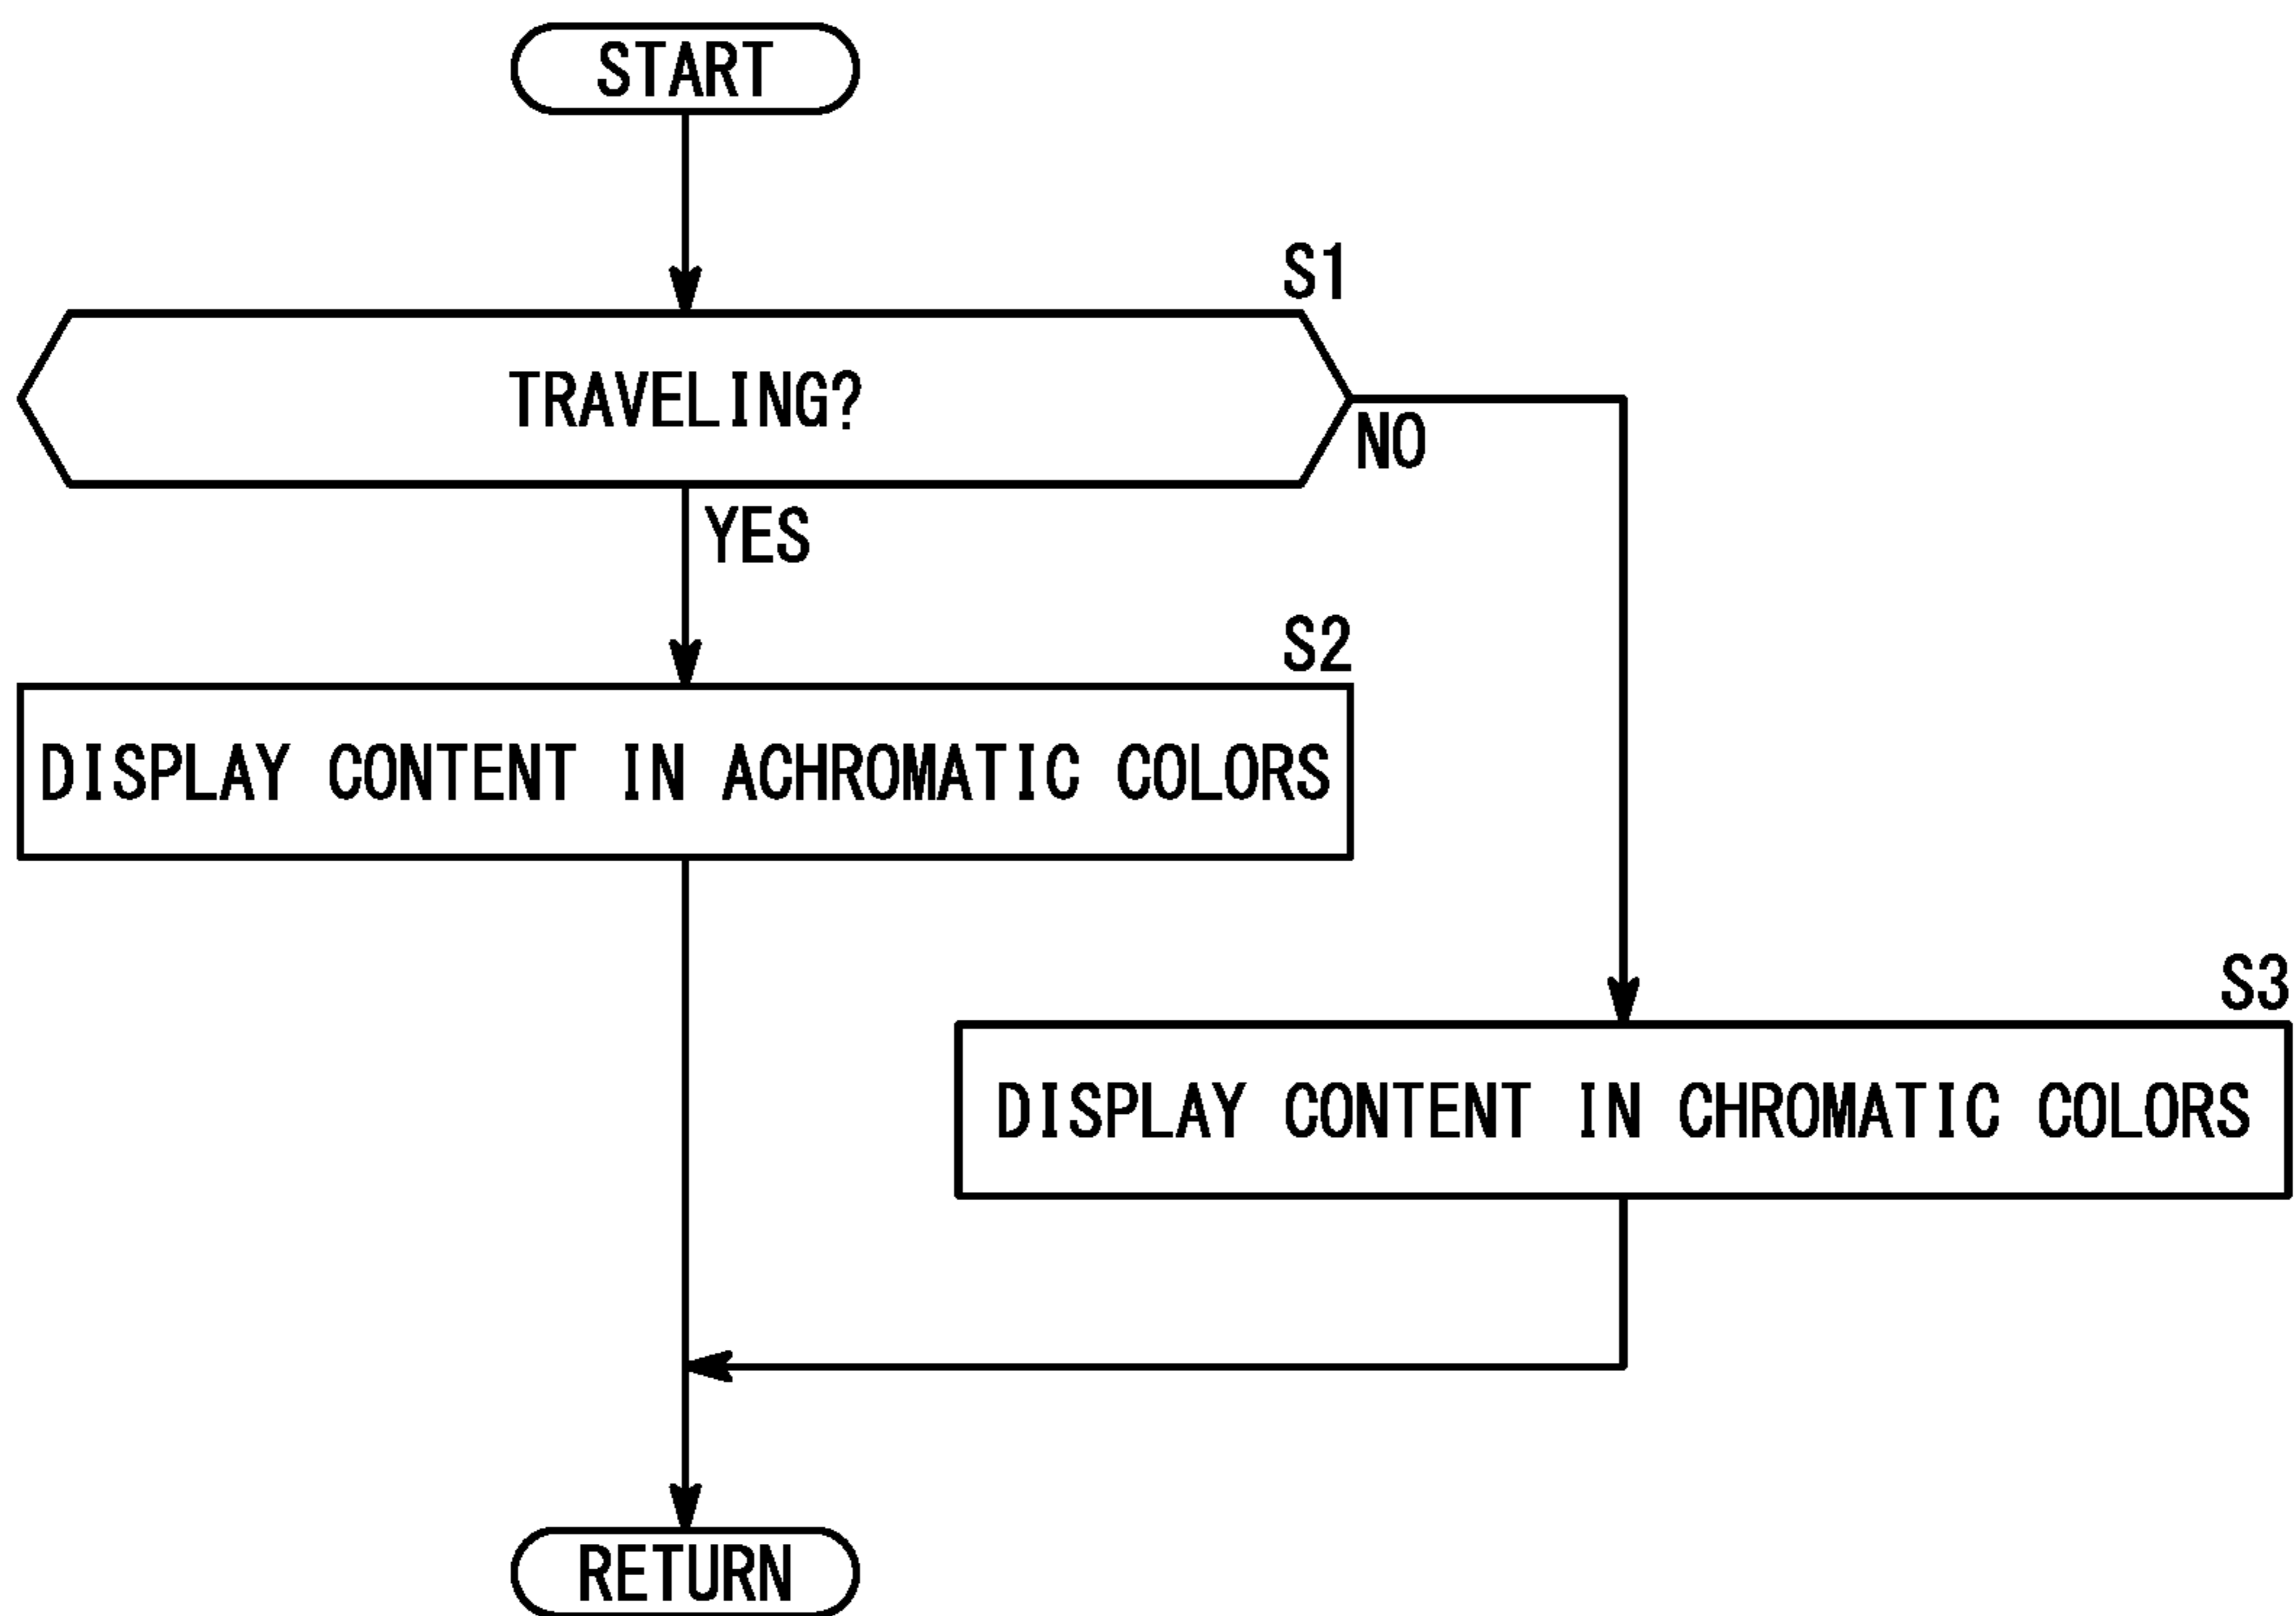 START
S1
TRAVELING?
NO
YES
S2
DISPLAY CONTENT IN ACHROMATIC COLORS
S3
DISPLAY CONTENT IN CHROMATIC COLORS
RETURN